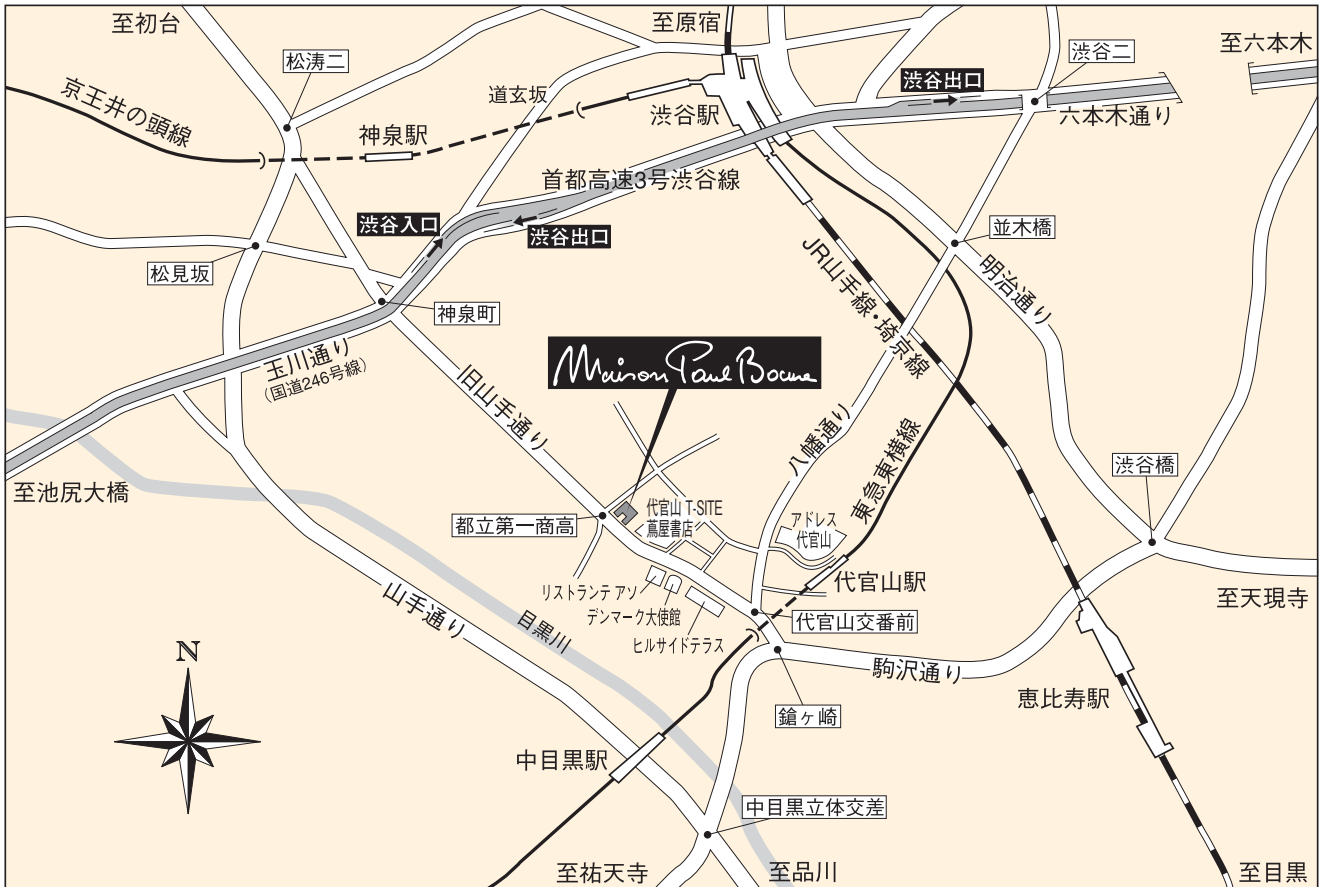 至初台
至原宿
至六本木
松涛二
渋谷二
渋谷出口
京王井の頭線
道玄坂
神泉駅
渋谷駅
六本木通り
首都高速3号渋谷線
渋谷入口
渋谷出口
並木橋
松見坂
神泉町
JR山手線・埼京線
明治通り
玉川通り
(国道246号線)
Maison Paul Bocuse
旧山手通り
八幡通り
東急東横線
渋谷橋
至池尻大橋
都立第一商高
代官山 T-SITE
蔦屋書店
アドレス
代官山
代官山駅
リストランテ アソ
デンマーク大使館
ヒルサイドテラス
代官山交番前
至天現寺
山手通り
目黒川
N
駒沢通り
恵比寿駅
鎗ヶ崎
中目黒駅
中目黒立体交差
至祐天寺
至品川
至目黒